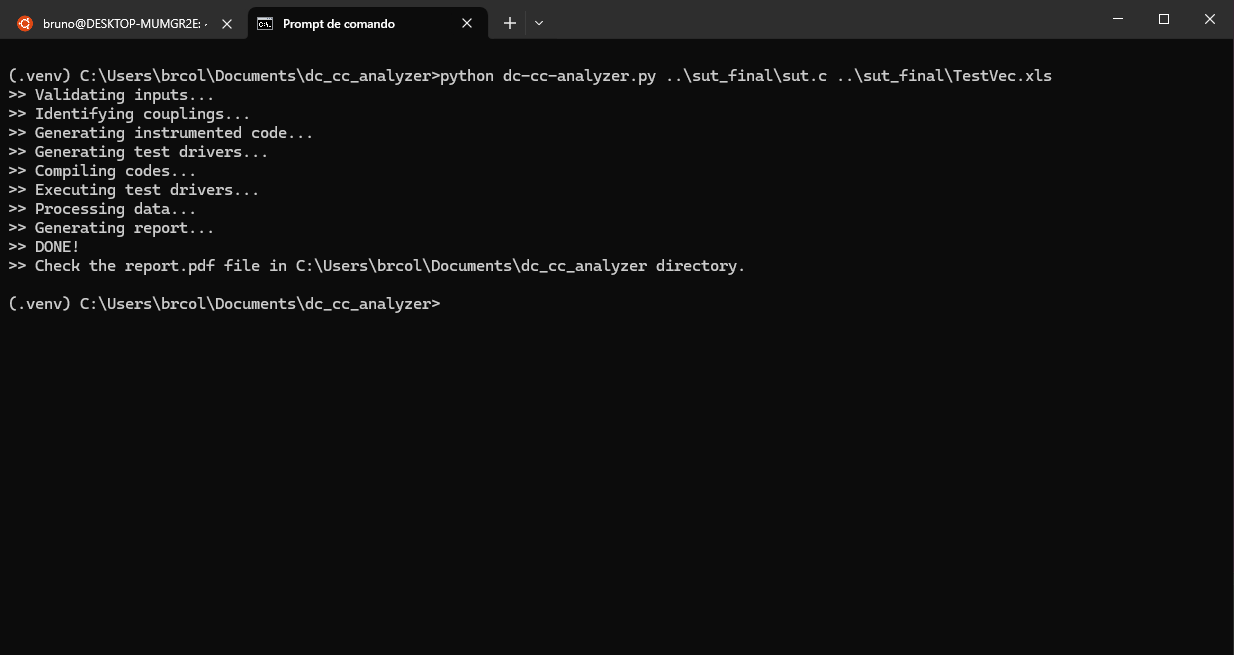 bruno@DESKTOP-MUMGR2E:
Prompt de comando
(.venv) C:\Users\brcol\Documents\dc_cc_analyzer>python dc-cc-analyzer.py ..\sut_final\sut.c ..\sut_final\TestVec.xls
>> Validating inputs...
>> Identifying couplings...
>> Generating instrumented code...
>> Generating test drivers...
>> Compiling codes...
>> Executing test drivers...
>> Processing data...
>> Generating report...
>> DONE!
>> Check the report.pdf file in C:\Users\brcol\Documents\dc_cc_analyzer directory.
(.venv) C:\Users\brcol\Documents\dc_cc_analyzer>